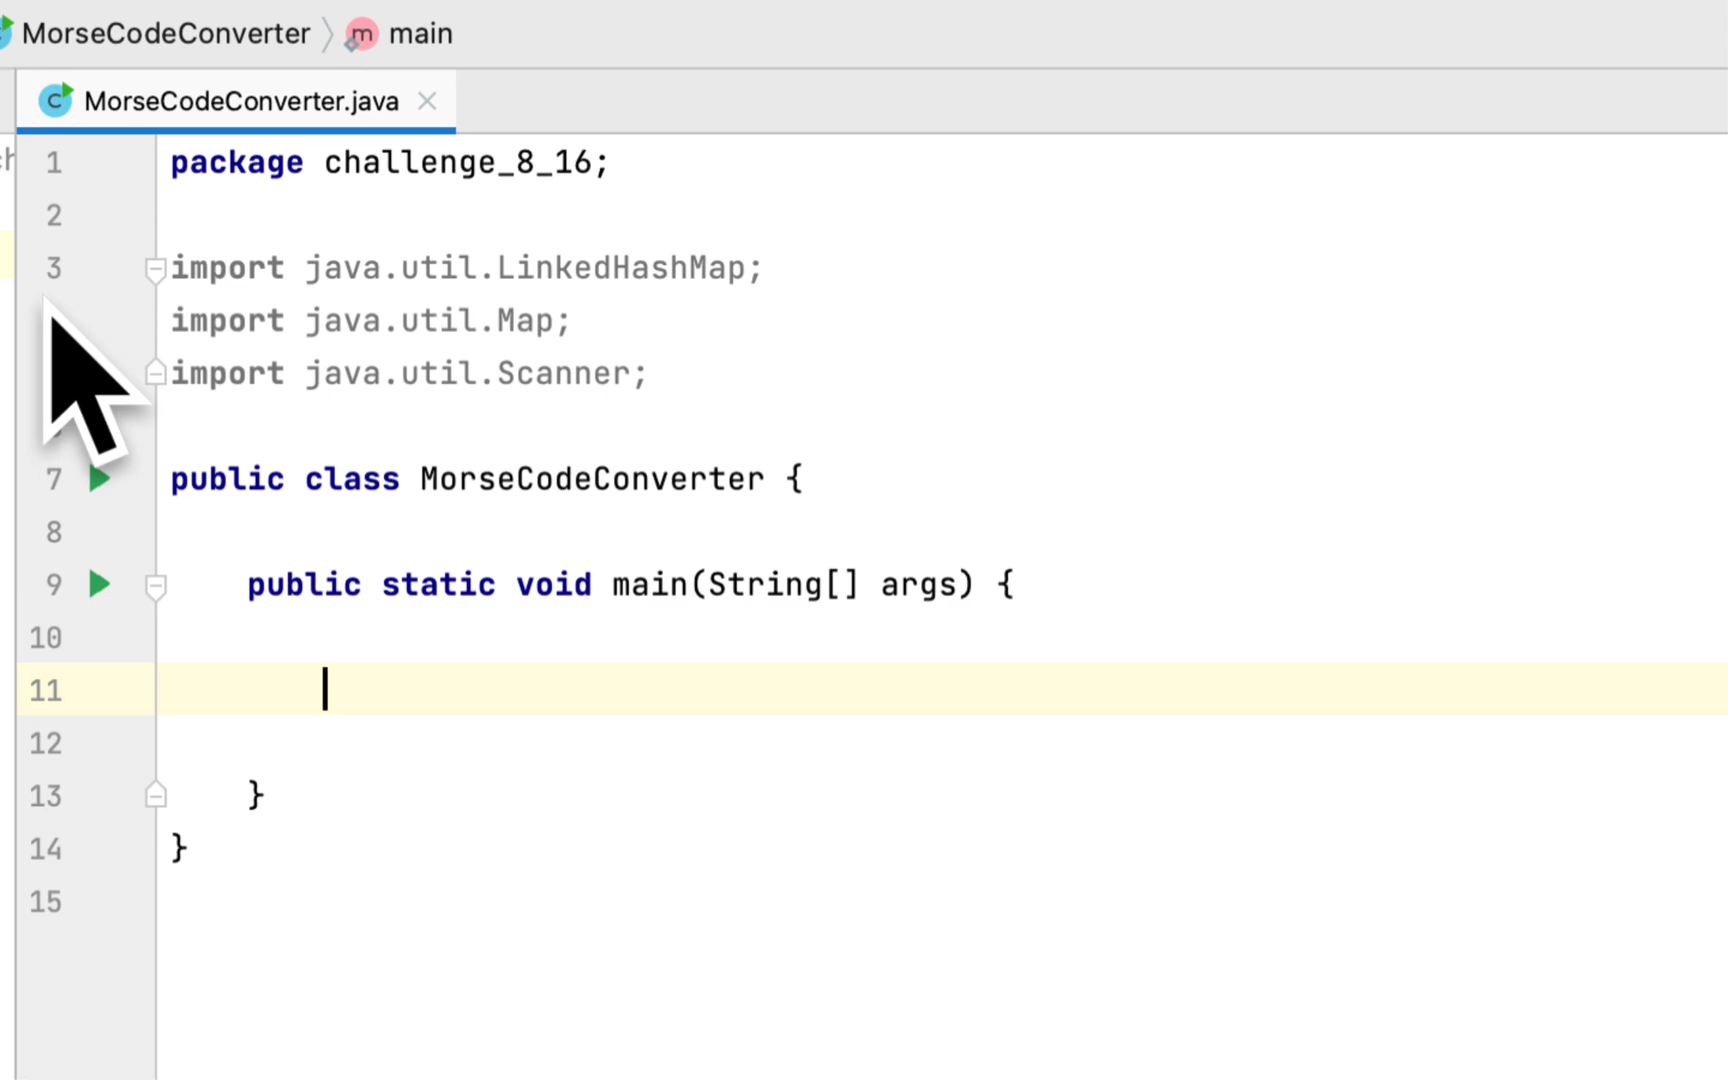 MorseCodeConverter 〉 m main
C MorseCodeConverter.java ×
1 package challenge_8_16;
2
3 import java.util.LinkedHashMap;
import java.util.Map;
import java.util.Scanner;
7 public class MorseCodeConverter {
8
9 public static void main(String[] args) {
10
11
12
13 }
14 }
15